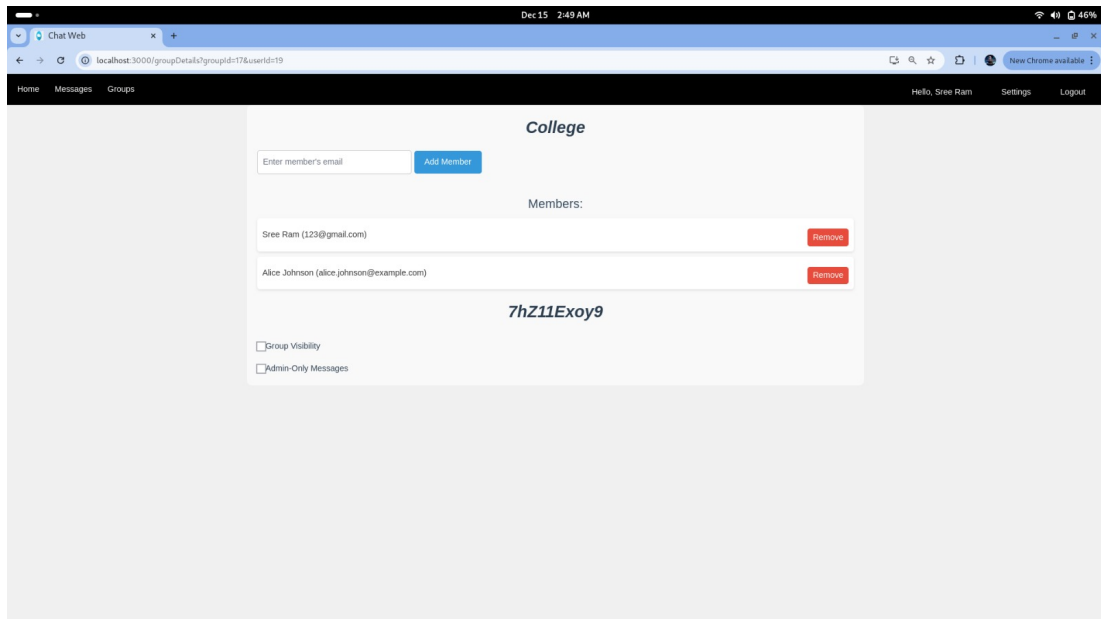 Dec 15 2:49 AM
46%
Chat Web
localhost:3000/groupDetails?groupId=17&userId=19
New Chrome available
Home Messages Groups
Hello, Sree Ram Settings Logout
College
Enter member's email
Add Member
Members:
Sree Ram (123@gmail.com)
Remove
Alice Johnson (alice.johnson@example.com)
Remove
7hZ11Exoy9
Group Visibility
Admin-Only Messages